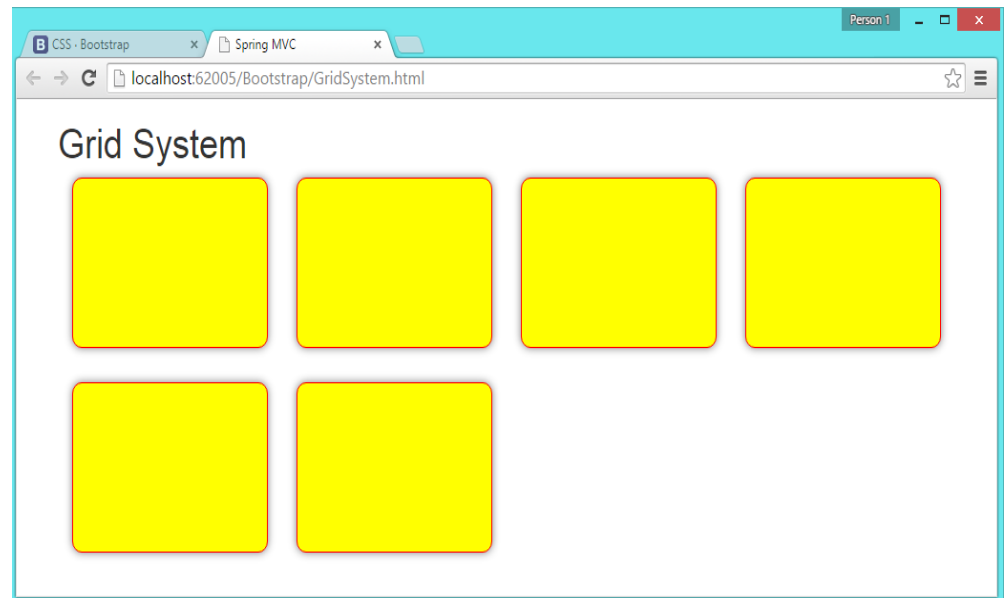 Person 1
B CSS · Bootstrap
Spring MVC
localhost:62005/Bootstrap/GridSystem.html
Grid System